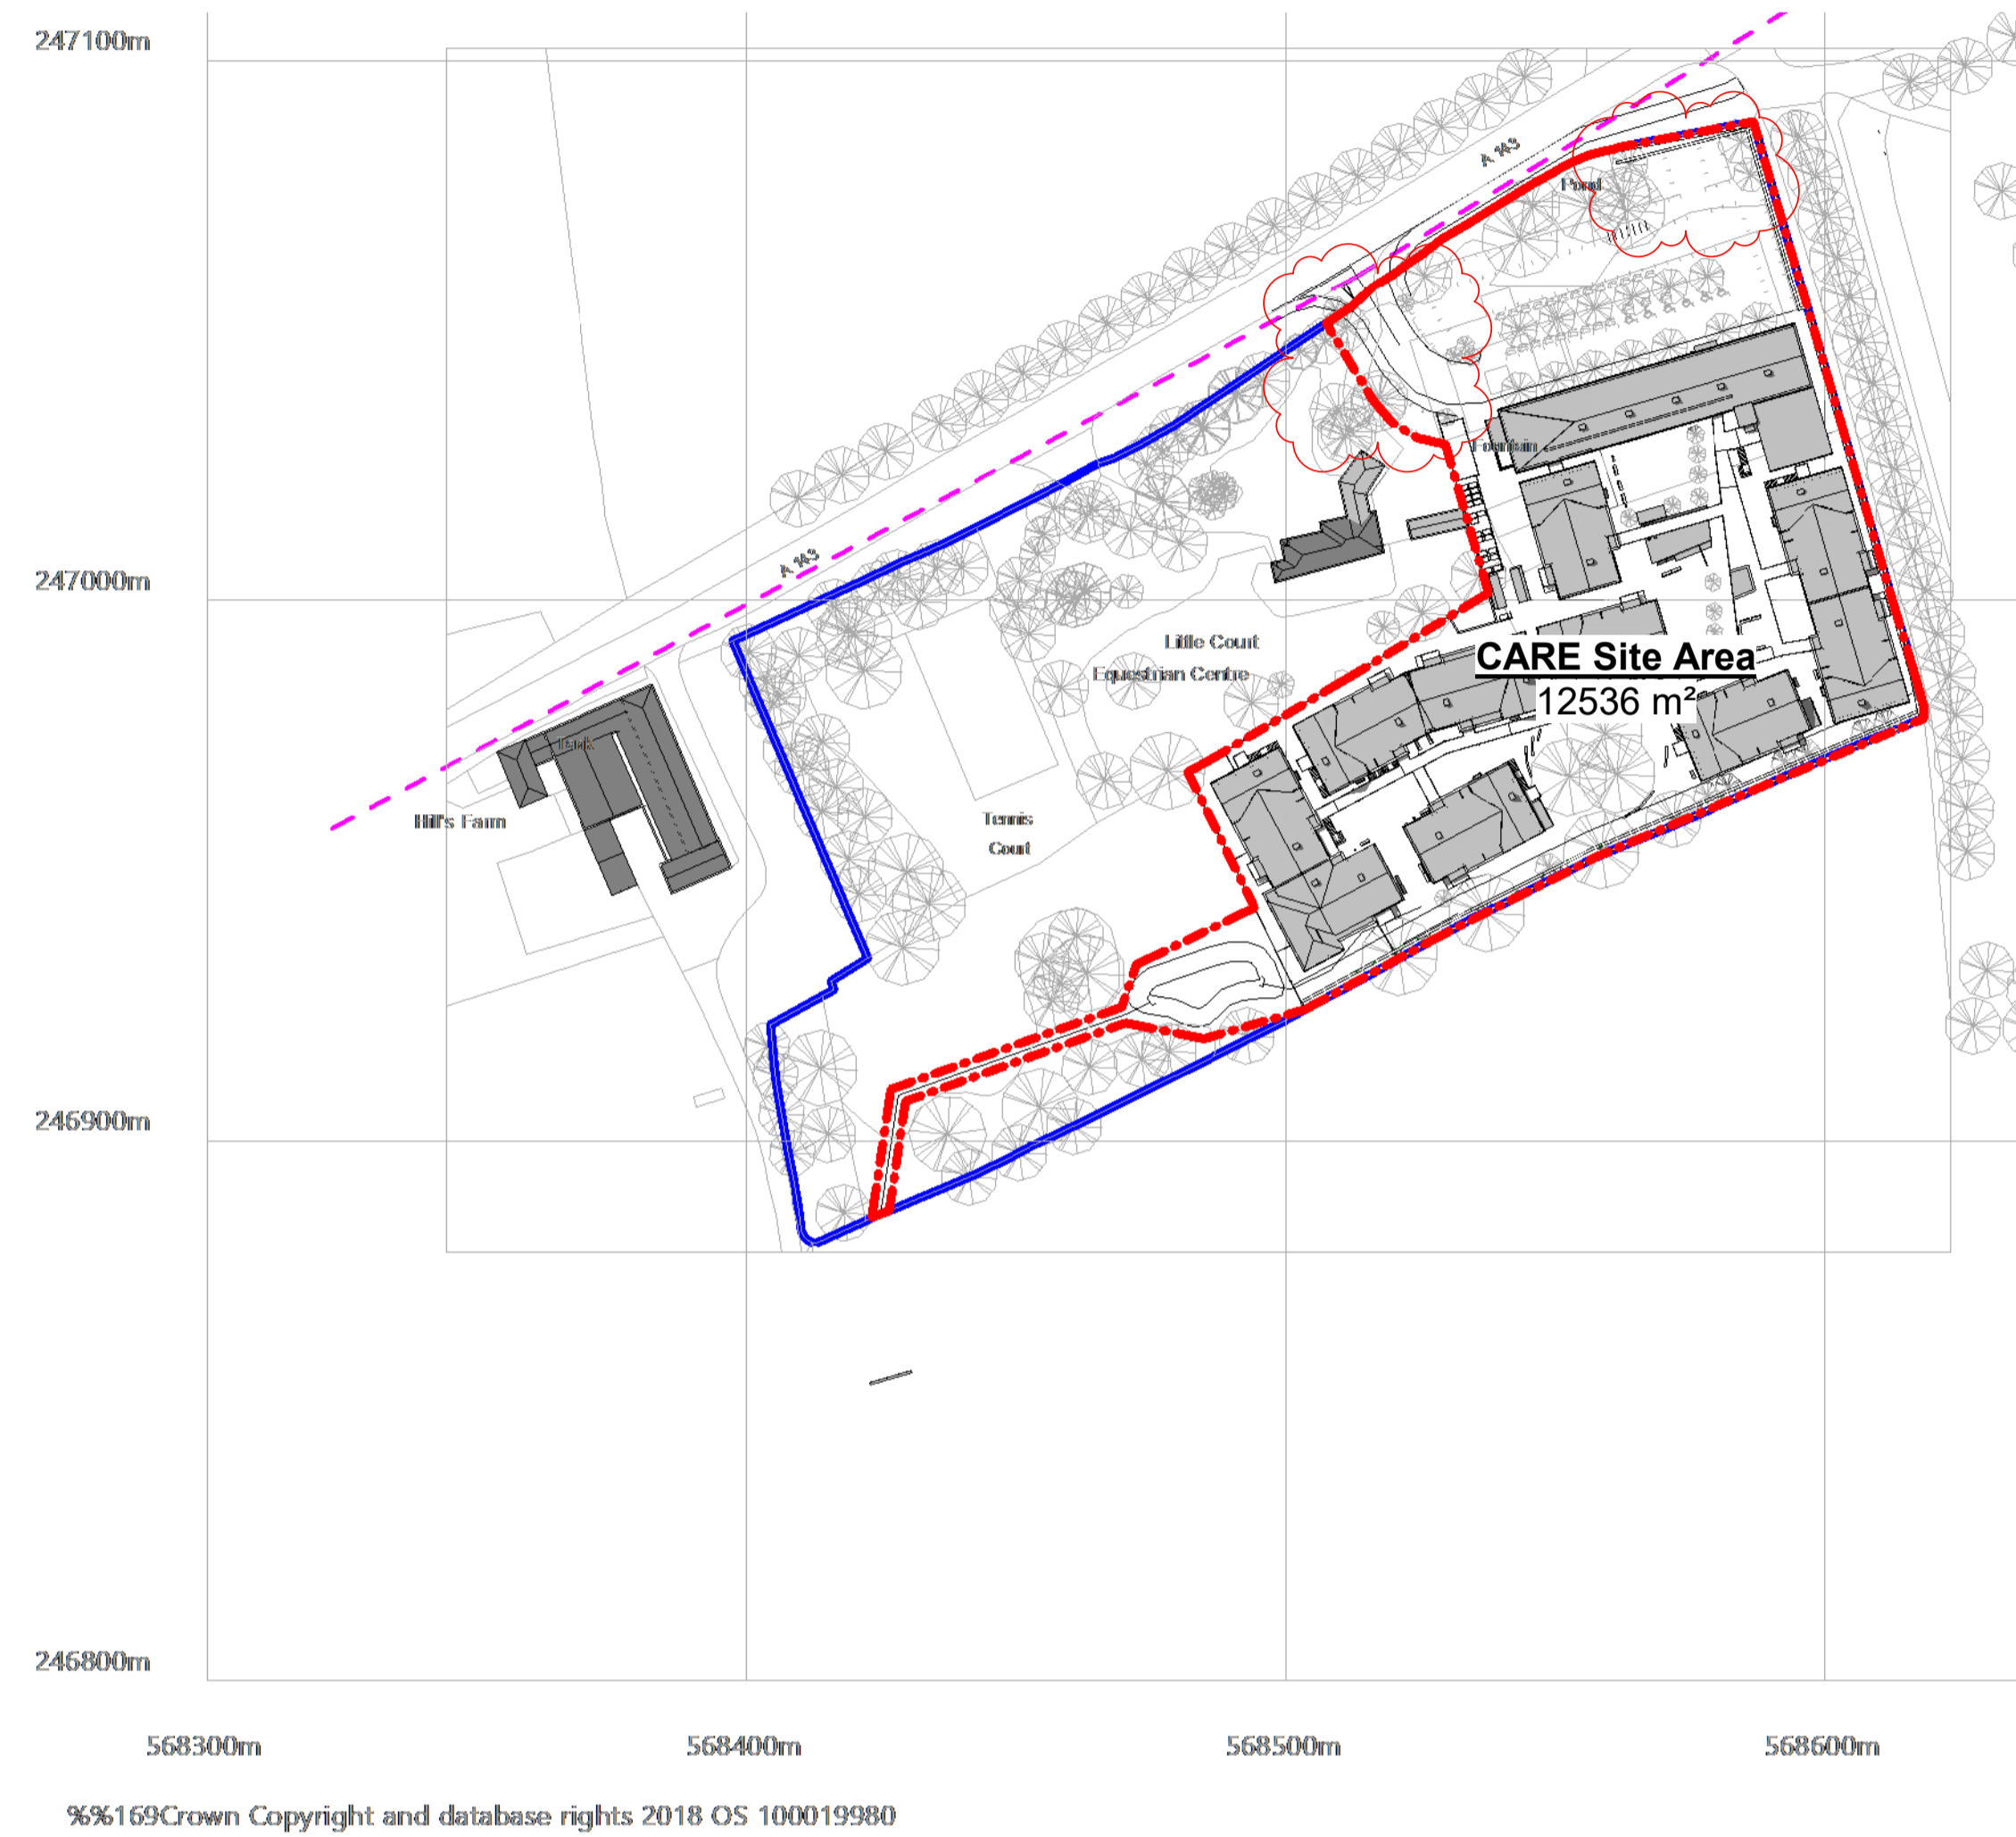 247100m
A 143
Pond
Fountain
A 143
247000m
Little Court
Equestrian Centre
CARE Site Area
12536 m²
Tank
Hill's Farm
Tennis
Court
246900m
246800m
568300m
568400m
568500m
568600m
%%169Crown Copyright and database rights 2018 OS 100019980